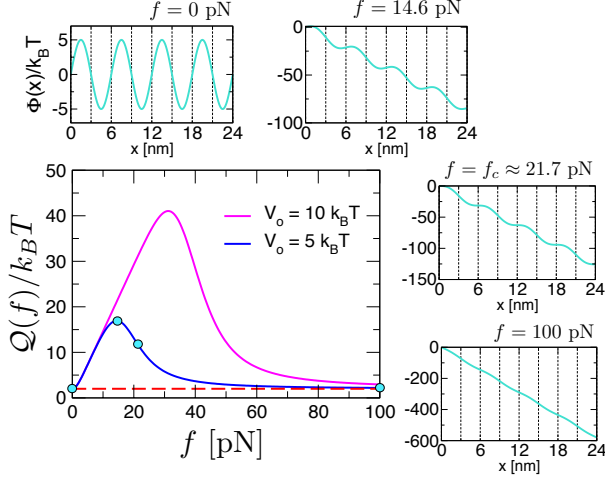 f = 0 pN
Φ(x)/k_BT
5
0
-5
0 6 12 18 24
x [nm]
f = 14.6 pN
0
-50
-100
0 6 12 18 24
x [nm]
Q(f)/k_BT
50
40
30
20
10
0
V_o = 10 k_BT
V_o = 5 k_BT
0 20 40 60 80 100
f [pN]
f = f_c ≈ 21.7 pN
0
-50
-100
-150
0 6 12 18 24
x [nm]
f = 100 pN
0
-200
-400
-600
0 6 12 18 24
x [nm]